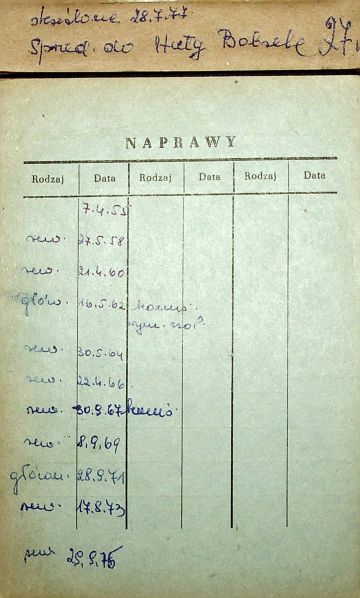 skreślone 28.7.77
Sprzed. do Huty Bobrek
NAPRAWY
Rodzaj Data Rodzaj Data Rodzaj Data
7.4.55
rew. 27.5.58
rew. 21.4.60
głów. 16.5.62
rew. 30.5.64
rew. 22.4.66
rew. 30.9.67
rew. 8.9.69
główn. 28.9.71
rew. 17.8.73
rew. 29.9.75